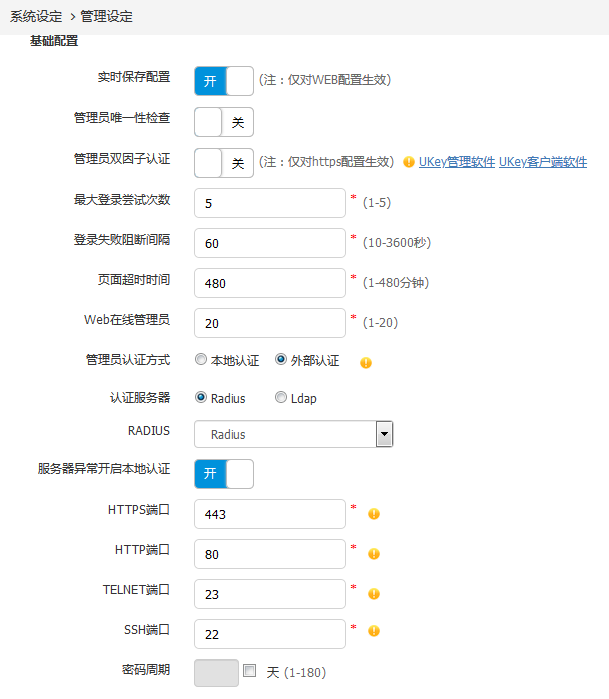 系统设定 > 管理设定
基础配置
实时保存配置 开 (注：仅对WEB配置生效)
管理员唯一性检查 关
管理员双因子认证 关 (注：仅对https配置生效) UKey管理软件 UKey客户端软件
最大登录尝试次数 5 * (1-5)
登录失败阻断间隔 60 * (10-3600秒)
页面超时时间 480 * (1-480分钟)
Web在线管理员 20 * (1-20)
管理员认证方式 本地认证 外部认证
认证服务器 Radius Ldap
RADIUS Radius
服务器异常开启本地认证 开
HTTPS端口 443 *
HTTP端口 80 *
TELNET端口 23 *
SSH端口 22 *
密码周期 天 (1-180)